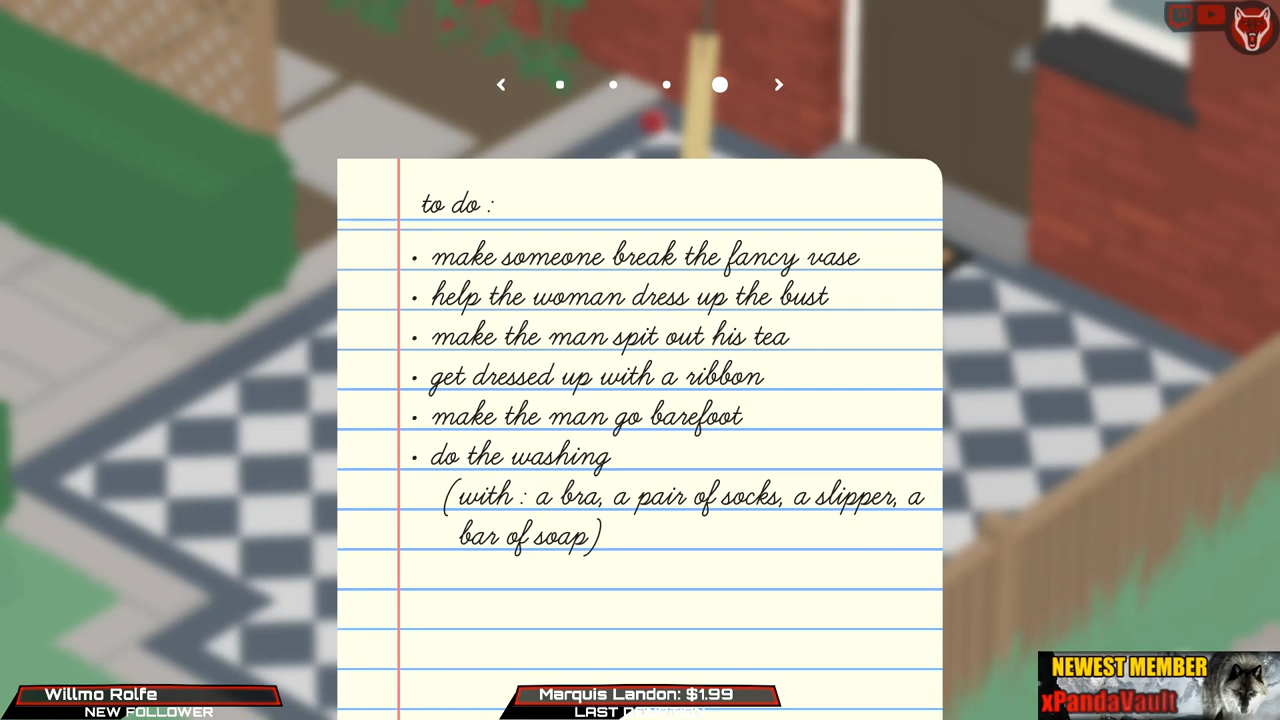 to do :
• make someone break the fancy vase
• help the woman dress up the bust
• make the man spit out his tea
• get dressed up with a ribbon
• make the man go barefoot
• do the washing
(with : a bra, a pair of socks, a slipper, a
bar of soap)
NEWEST MEMBER
xPandaVault
Willmo Rolfe
NEW FOLLOWER
Marquis Landon: $1.99
LAST DONATION